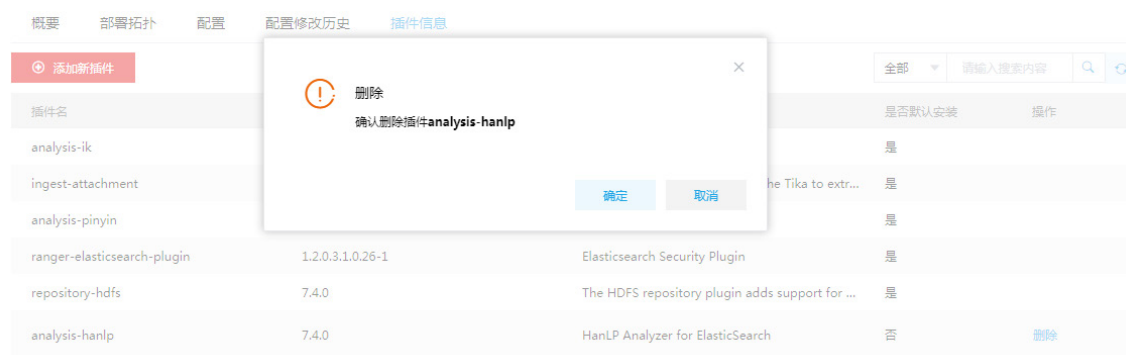 概要 部署拓扑 配置 配置修改历史 插件信息
添加新插件 全部 请输入搜索内容
删除
确认删除插件analysis-hanlp
确定 取消
插件名 是否默认安装 操作
analysis-ik 是
ingest-attachment he Tika to extr... 是
analysis-pinyin 是
ranger-elasticsearch-plugin 1.2.0.3.1.0.26-1 Elasticsearch Security Plugin 是
repository-hdfs 7.4.0 The HDFS repository plugin adds support for ... 是
analysis-hanlp 7.4.0 HanLP Analyzer for ElasticSearch 否 删除